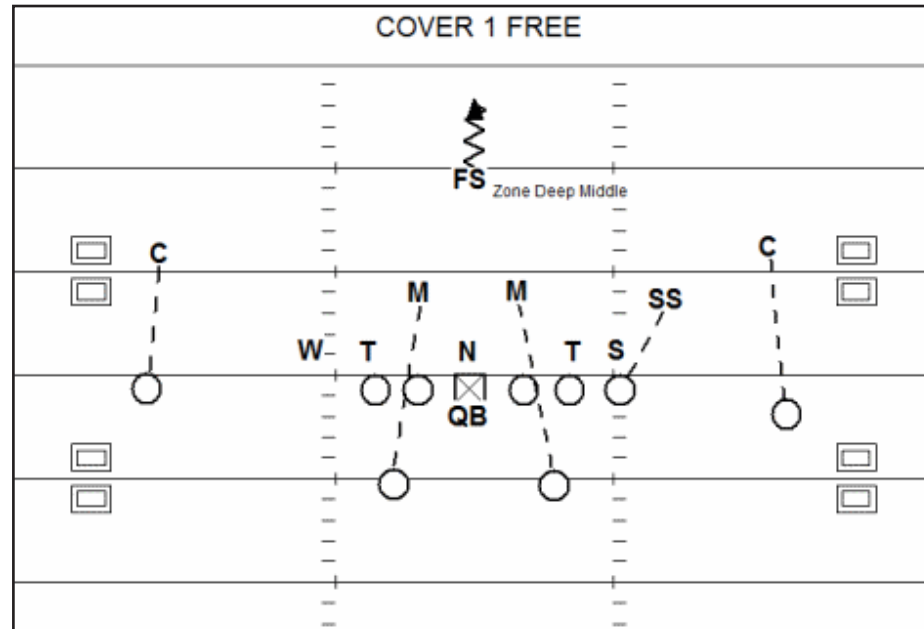 COVER 1 FREE
FS Zone Deep Middle
C C
M M SS
W T N T S
QB